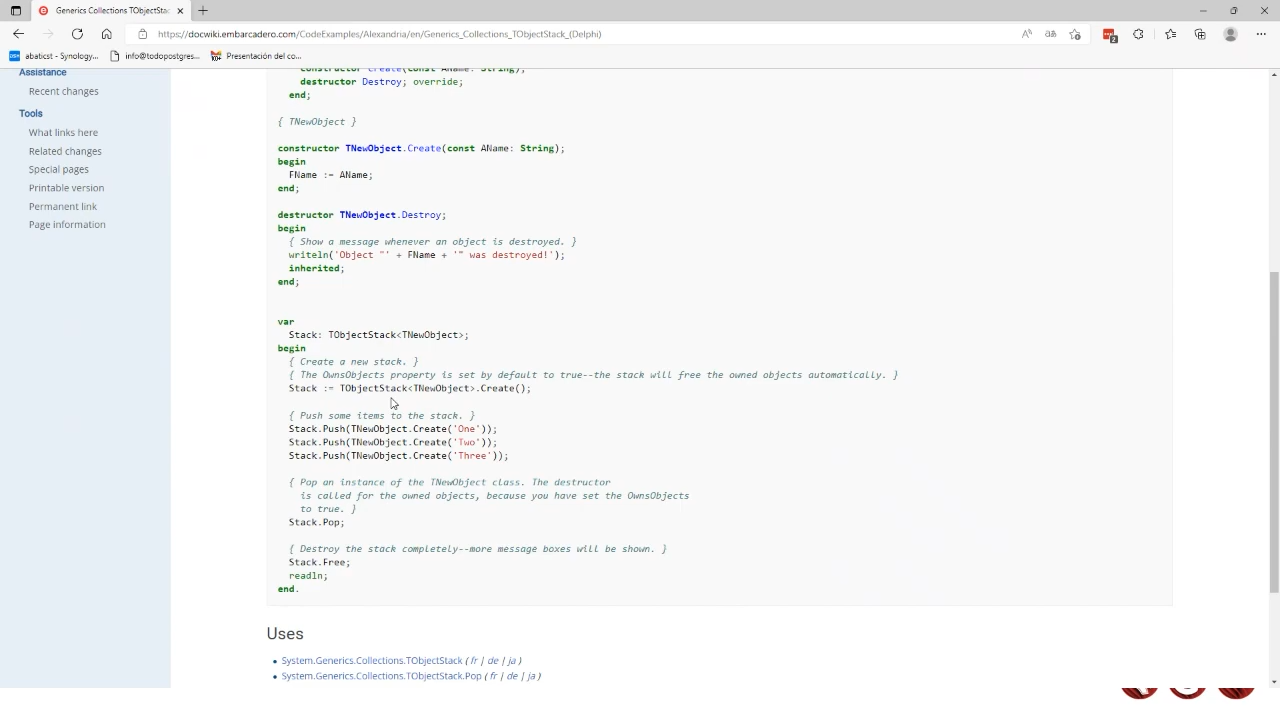 Generics Collections TObjectStac
https://docwiki.embarcadero.com/CodeExamples/Alexandria/en/Generics_Collections_TObjectStack_(Delphi)
abaticst - Synology...
info@todopostgres...
Presentación del co...
Assistance
Recent changes
Tools
What links here
Related changes
Special pages
Printable version
Permanent link
Page information
constructor Create(const AName: String);
destructor Destroy; override;
end;
{ TNewObject }
constructor TNewObject.Create(const AName: String);
begin
FName := AName;
end;
destructor TNewObject.Destroy;
begin
{ Show a message whenever an object is destroyed. }
writeln('Object "' + FName + '" was destroyed!');
inherited;
end;
var
Stack: TObjectStack<TNewObject>;
begin
{ Create a new stack. }
{ The OwnsObjects property is set by default to true--the stack will free the owned objects automatically. }
Stack := TObjectStack<TNewObject>.Create();
{ Push some items to the stack. }
Stack.Push(TNewObject.Create('One'));
Stack.Push(TNewObject.Create('Two'));
Stack.Push(TNewObject.Create('Three'));
{ Pop an instance of the TNewObject class. The destructor
is called for the owned objects, because you have set the OwnsObjects
to true. }
Stack.Pop;
{ Destroy the stack completely--more message boxes will be shown. }
Stack.Free;
readln;
end.
Uses
System.Generics.Collections.TObjectStack ( fr | de | ja )
System.Generics.Collections.TObjectStack.Pop ( fr | de | ja )